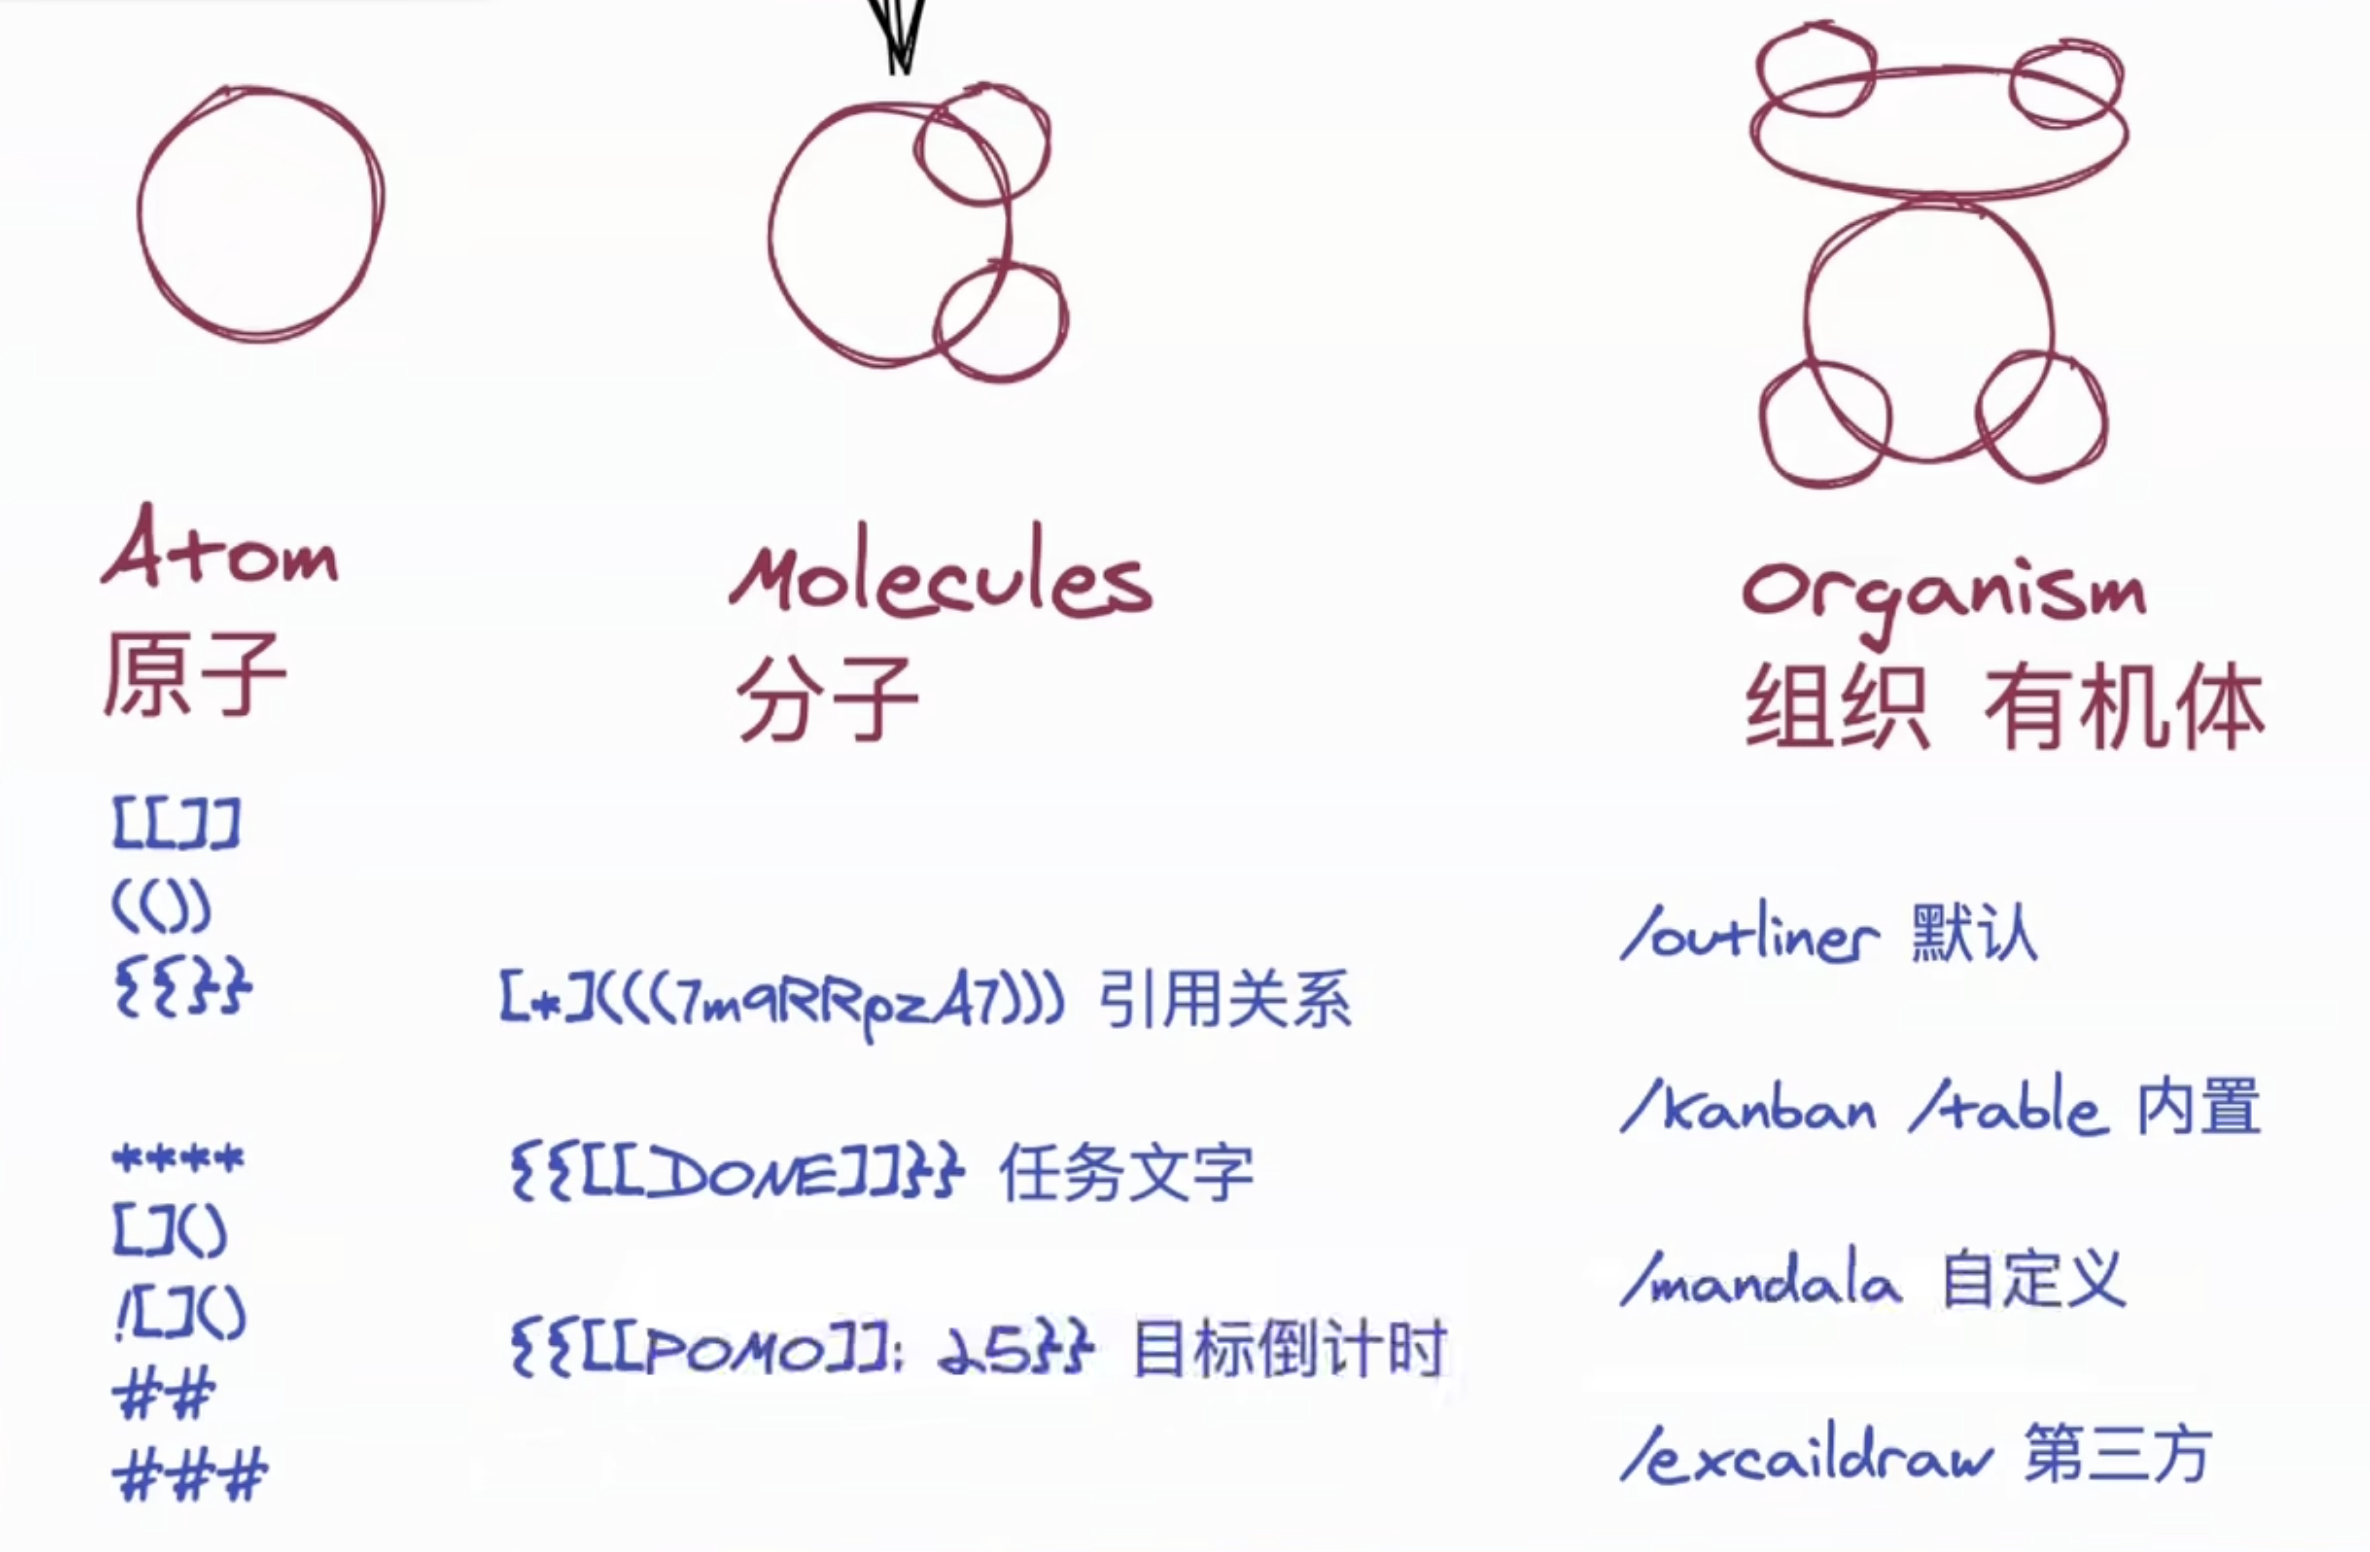 Atom
原子
[[]]
(())
{{}}
****
[]()
![]()
##
###
Molecules
分子
[*](((7m9RRpzA7))) 引用关系
{{[[DONE]]}} 任务文字
{{[[POMO]]: 25}} 目标倒计时
Organism
组织 有机体
/outliner 默认
/kanban /table 内置
/mandala 自定义
/excaildraw 第三方